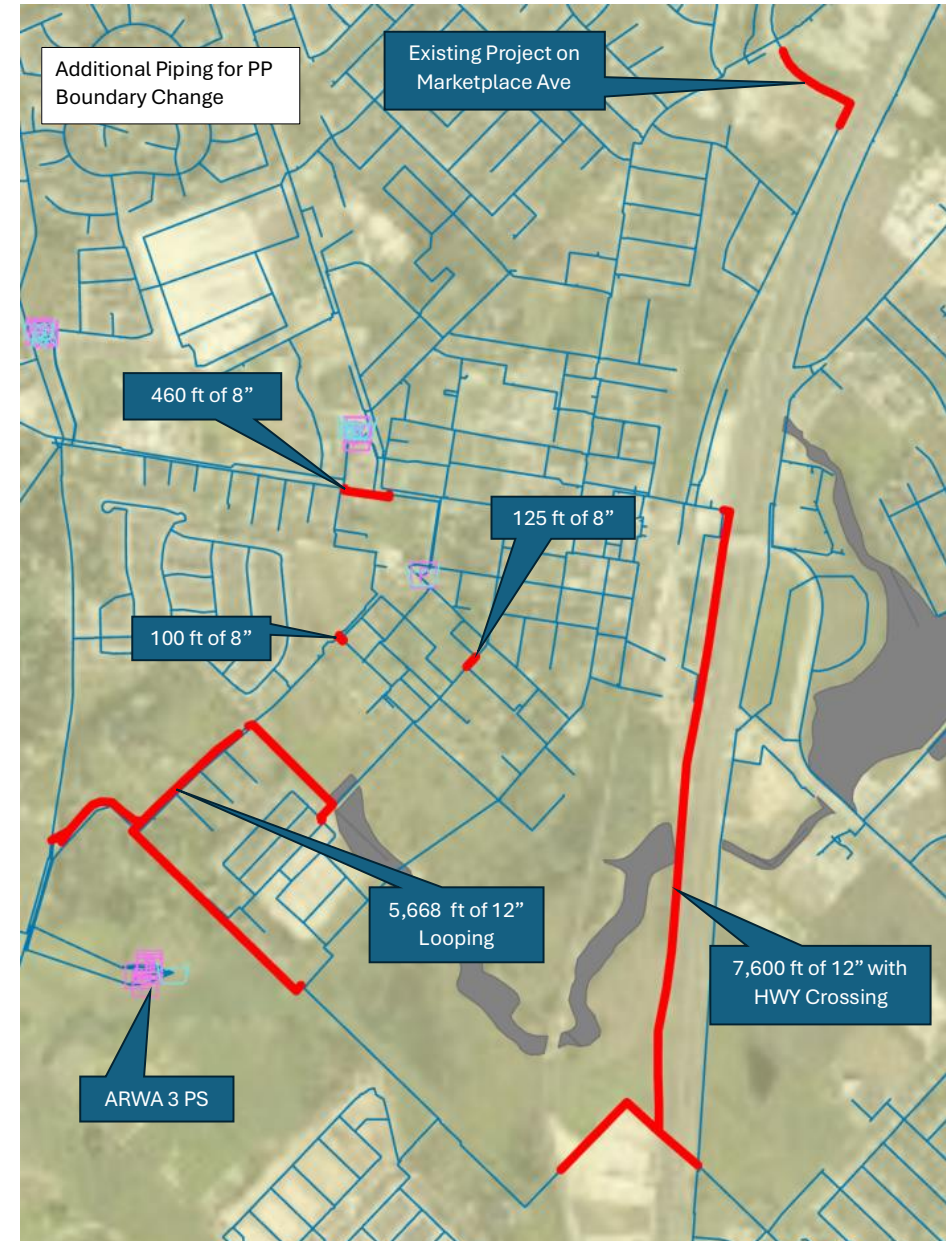 Additional Piping for PP
Boundary Change
Existing Project on
Marketplace Ave
460 ft of 8”
125 ft of 8”
100 ft of 8”
5,668 ft of 12”
Looping
7,600 ft of 12” with
HWY Crossing
ARWA 3 PS